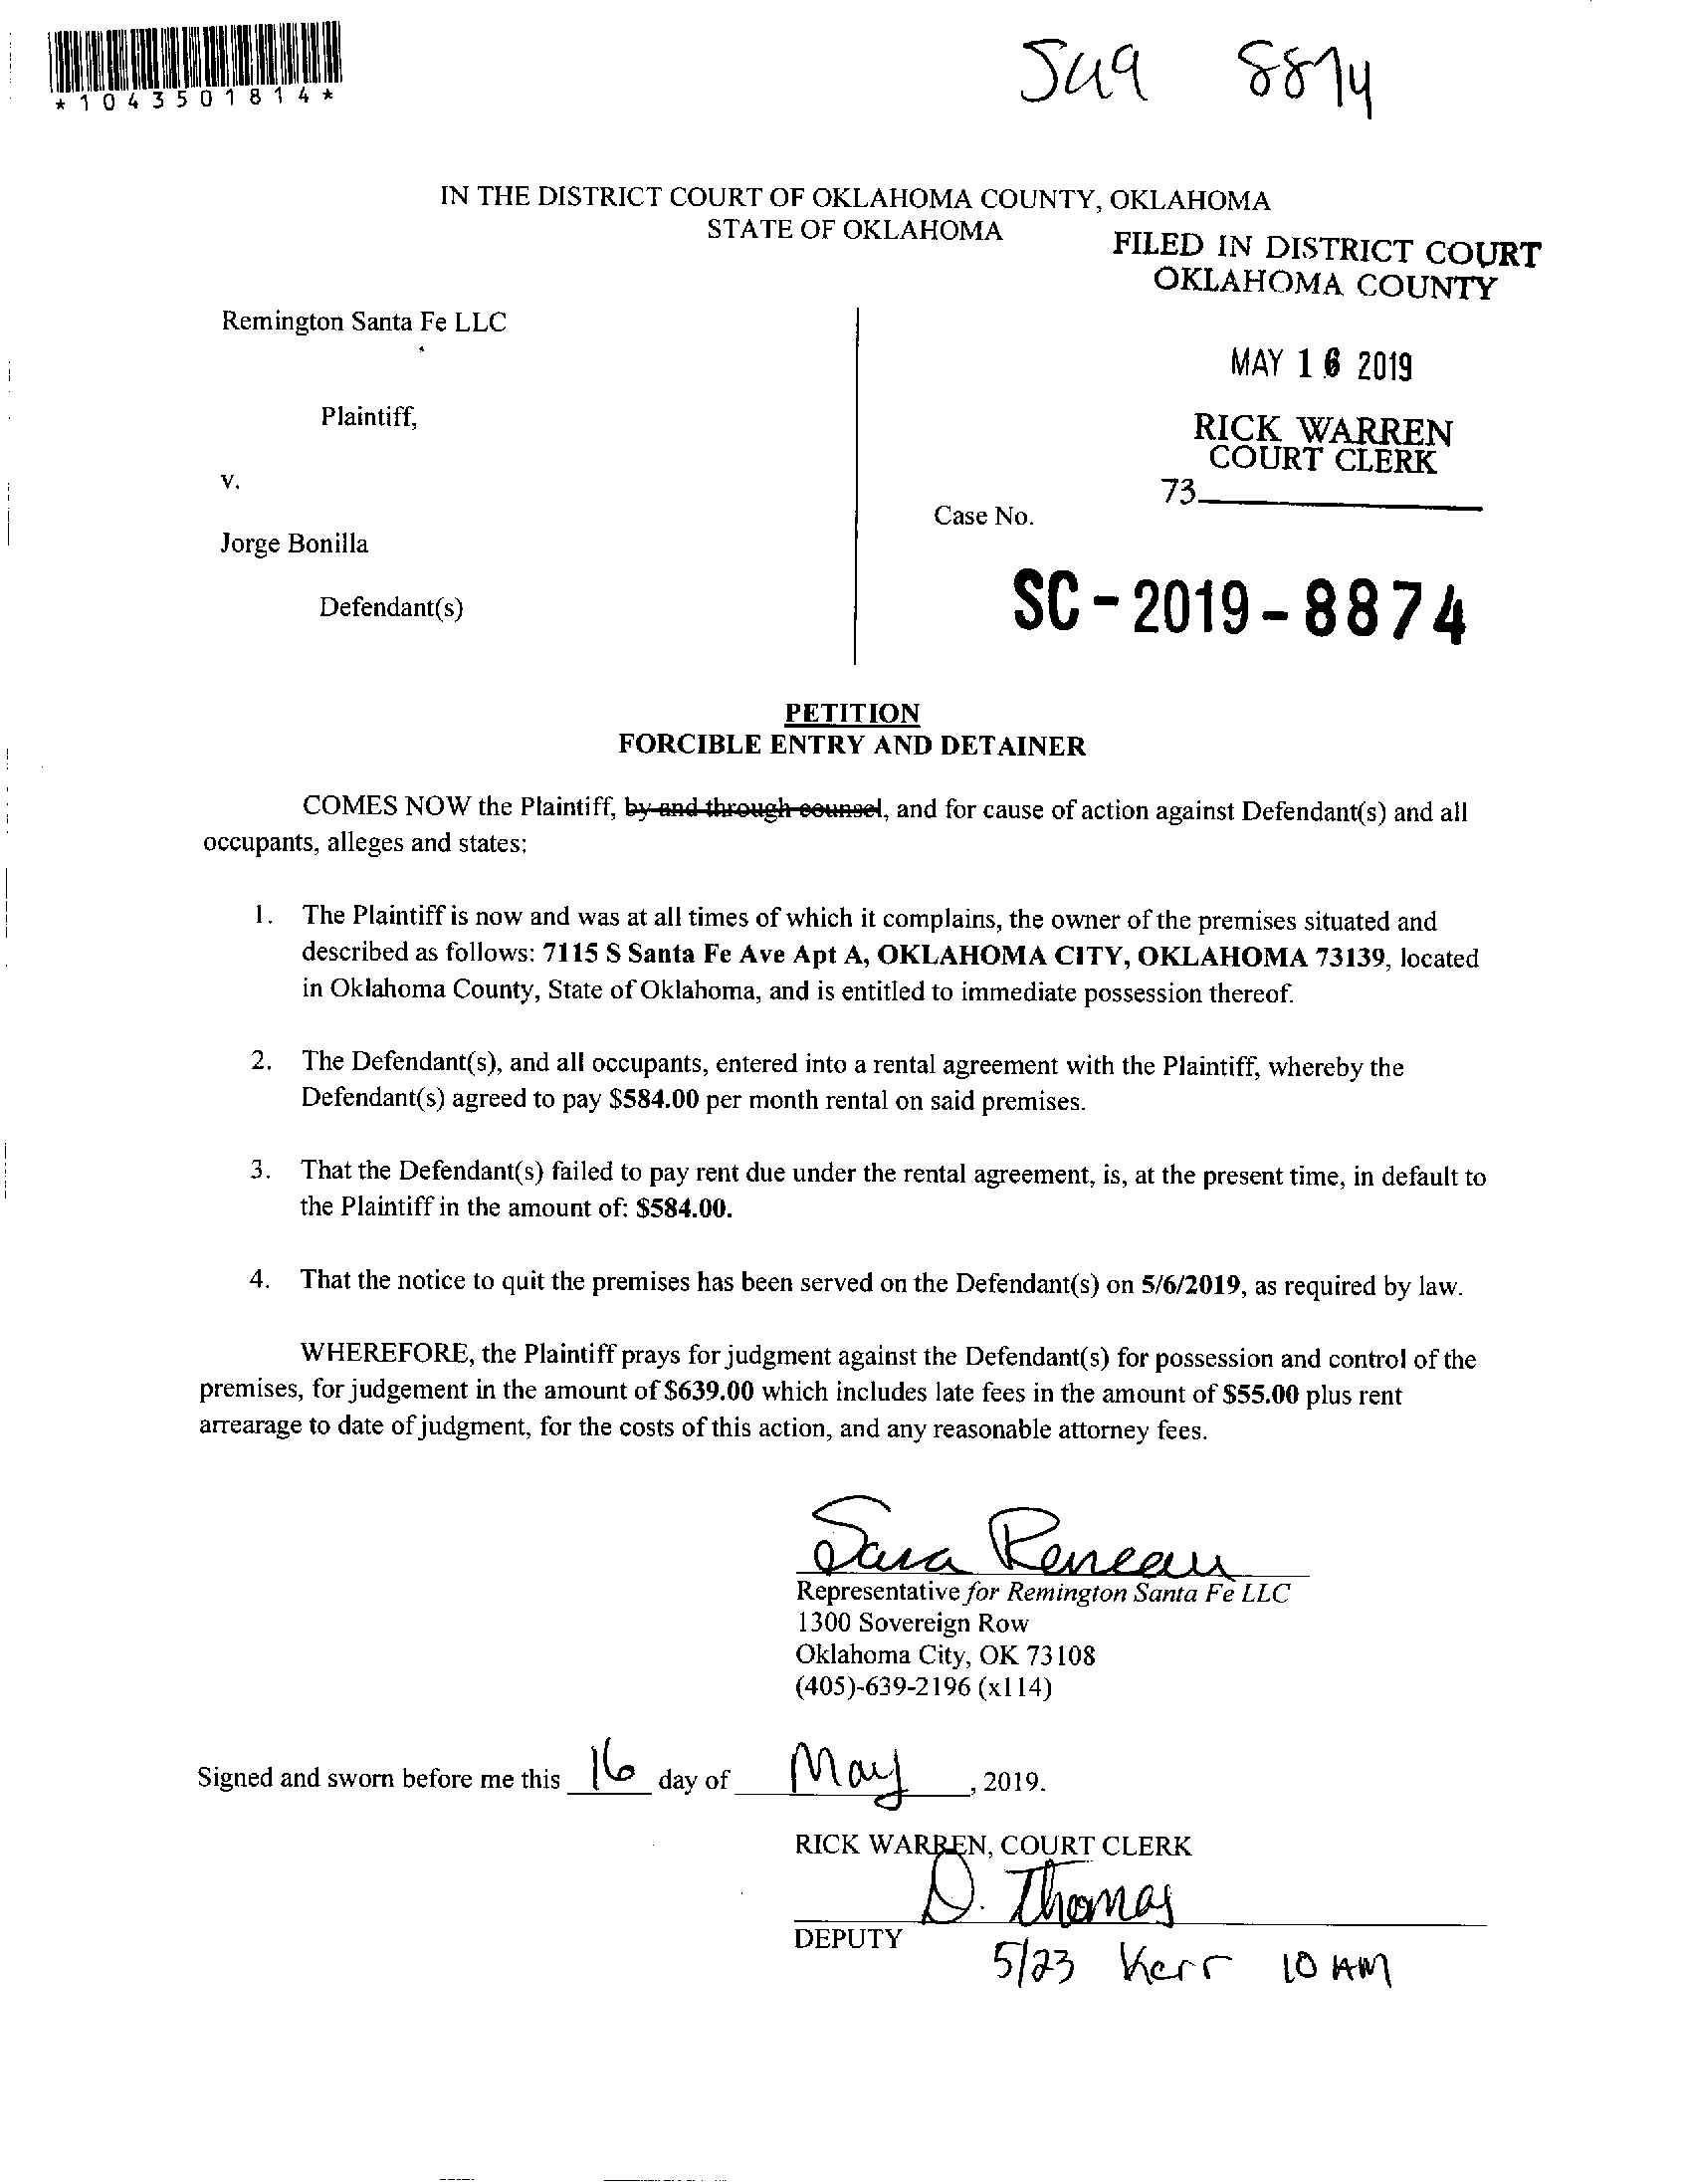 *1043501814*
5419 8874
IN THE DISTRICT COURT OF OKLAHOMA COUNTY, OKLAHOMA
STATE OF OKLAHOMA
FILED IN DISTRICT COURT
OKLAHOMA COUNTY
Remington Santa Fe LLC
MAY 16 2019
Plaintiff,
RICK WARREN
COURT CLERK
v.
73
Case No.
Jorge Bonilla
SC-2019-8874
Defendant(s)
PETITION
FORCIBLE ENTRY AND DETAINER
COMES NOW the Plaintiff, by and through counsel, and for cause of action against Defendant(s) and all
occupants, alleges and states:
1. The Plaintiff is now and was at all times of which it complains, the owner of the premises situated and
described as follows: 7115 S Santa Fe Ave Apt A, OKLAHOMA CITY, OKLAHOMA 73139, located
in Oklahoma County, State of Oklahoma, and is entitled to immediate possession thereof.
2. The Defendant(s), and all occupants, entered into a rental agreement with the Plaintiff, whereby the
Defendant(s) agreed to pay $584.00 per month rental on said premises.
3. That the Defendant(s) failed to pay rent due under the rental agreement, is, at the present time, in default to
the Plaintiff in the amount of: $584.00.
4. That the notice to quit the premises has been served on the Defendant(s) on 5/6/2019, as required by law.
WHEREFORE, the Plaintiff prays for judgment against the Defendant(s) for possession and control of the
premises, for judgement in the amount of $639.00 which includes late fees in the amount of $55.00 plus rent
arrearage to date of judgment, for the costs of this action, and any reasonable attorney fees.
Sara Reneau
Representative for Remington Santa Fe LLC
1300 Sovereign Row
Oklahoma City, OK 73108
(405)-639-2196 (x114)
Signed and sworn before me this 16 day of May, 2019.
RICK WARREN, COURT CLERK
D. Thomas
DEPUTY
5/23 Kerr 10 AM